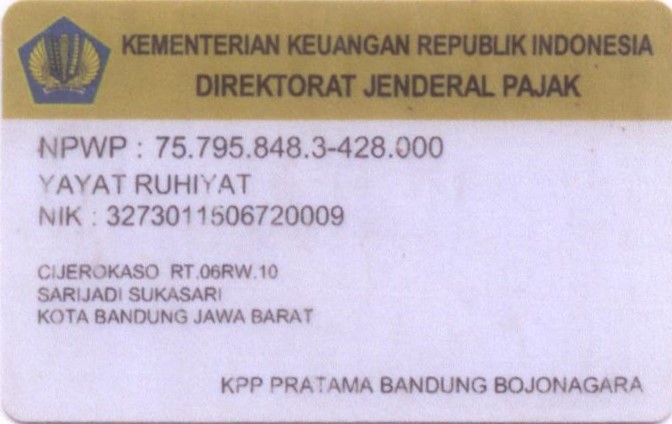 KEMENTERIAN KEUANGAN REPUBLIK INDONESIA
DIREKTORAT JENDERAL PAJAK
NPWP : 75.795.848.3-428.000
YAYAT RUHIYAT
NIK : 3273011506720009
CIJEROKASO RT.06RW.10
SARIJADI SUKASARI
KOTA BANDUNG JAWA BARAT
KPP PRATAMA BANDUNG BOJONAGARA